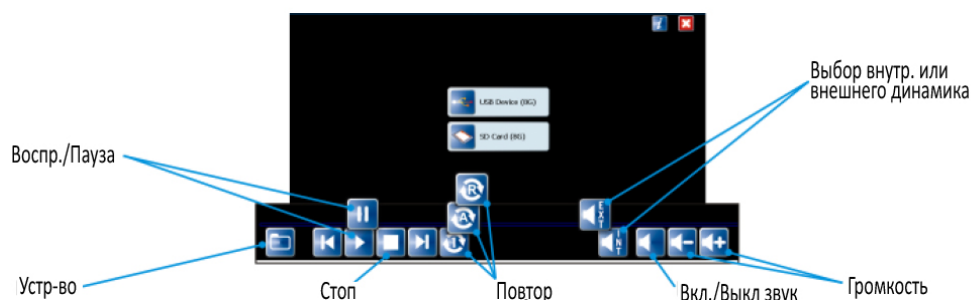 Выбор внутр. или
внешнего динамика
USB Device (8G)
SD Card (8G)
Воспр./Пауза
R
EXT
A
1
INT
Устр-во
Стоп
Повтор
Вкл./Выкл звук
Громкость